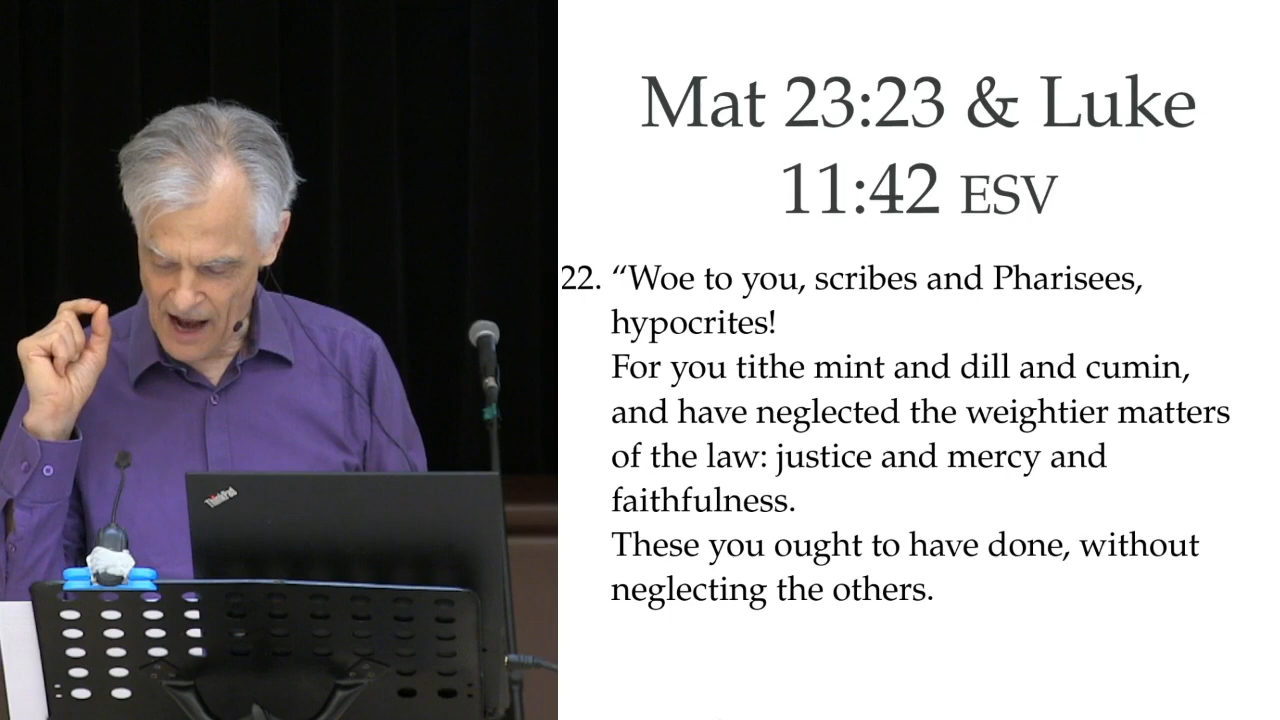 Mat 23:23 & Luke
11:42 ESV
22. “Woe to you, scribes and Pharisees,
hypocrites!
For you tithe mint and dill and cumin,
and have neglected the weightier matters
of the law: justice and mercy and
faithfulness.
These you ought to have done, without
neglecting the others.
ThinkPad